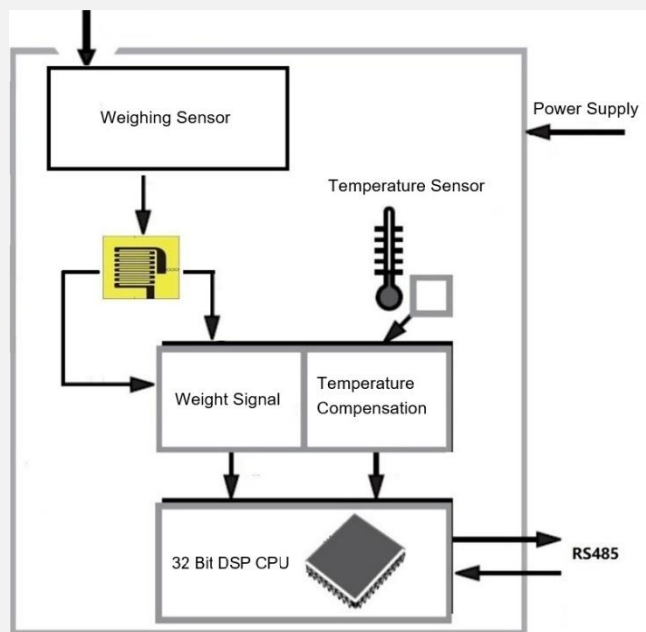 Weighing Sensor
Power Supply
Temperature Sensor
Weight Signal
Temperature
Compensation
32 Bit DSP CPU
RS485